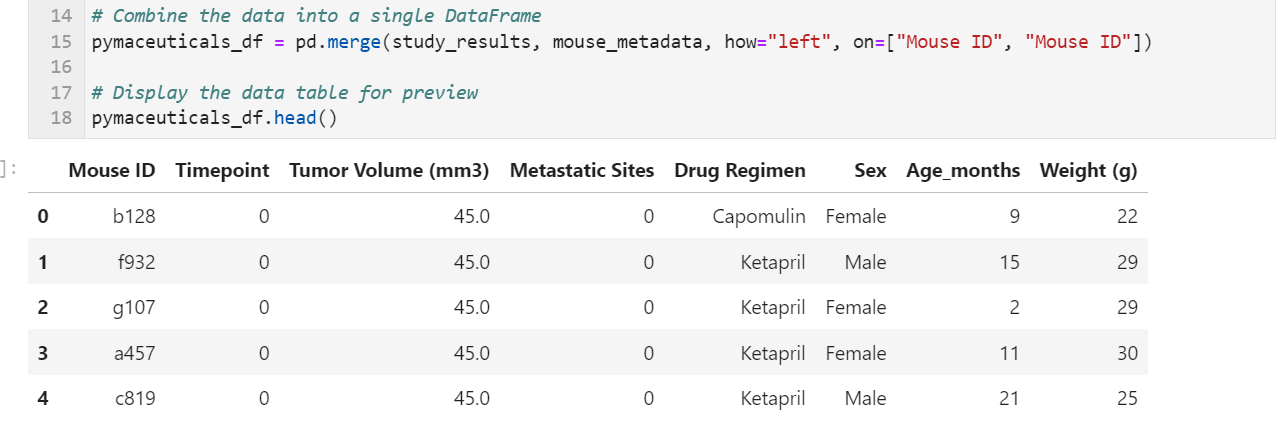 14 # Combine the data into a single DataFrame
15 pymaceuticals_df = pd.merge(study_results, mouse_metadata, how="left", on=["Mouse ID", "Mouse ID"])
16
17 # Display the data table for preview
18 pymaceuticals_df.head()
]:
Mouse ID Timepoint Tumor Volume (mm3) Metastatic Sites Drug Regimen Sex Age_months Weight (g)
0 b128 0 45.0 0 Capomulin Female 9 22
1 f932 0 45.0 0 Ketapril Male 15 29
2 g107 0 45.0 0 Ketapril Female 2 29
3 a457 0 45.0 0 Ketapril Female 11 30
4 c819 0 45.0 0 Ketapril Male 21 25